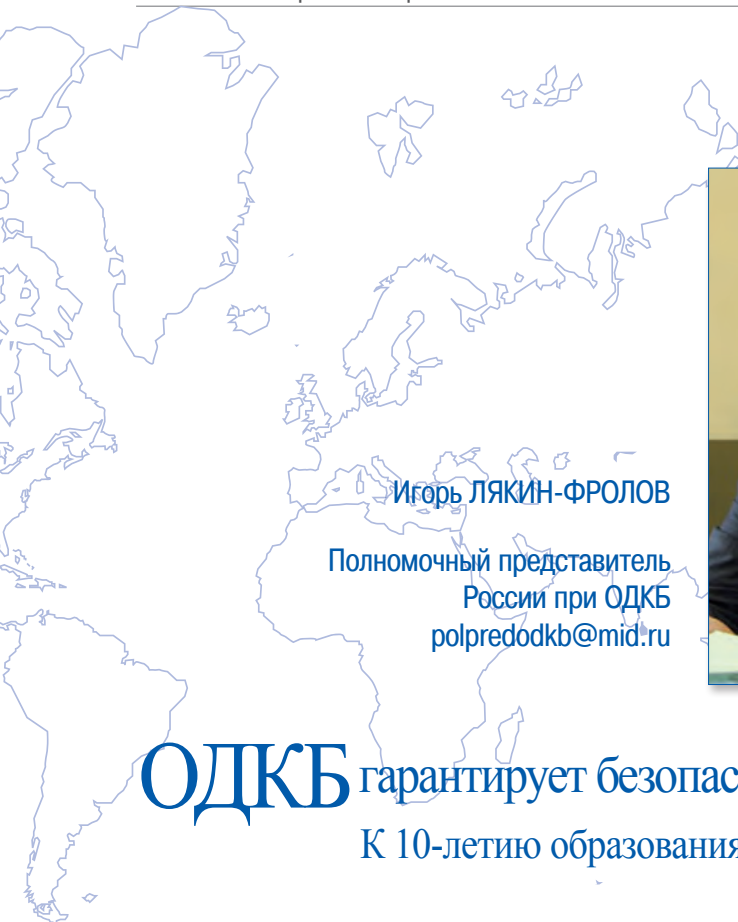 Игорь ЛЯКИН-ФРОЛОВ
Полномочный представитель
России при ОДКБ
polpredodkb@mid.ru
ОДКБ гарантирует безопас
К 10-летию образования